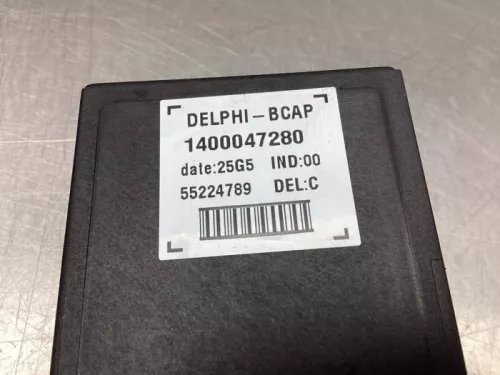 DELPHI-BCAP
1400047280
date:25G5 IND:00
55224789 DEL:C